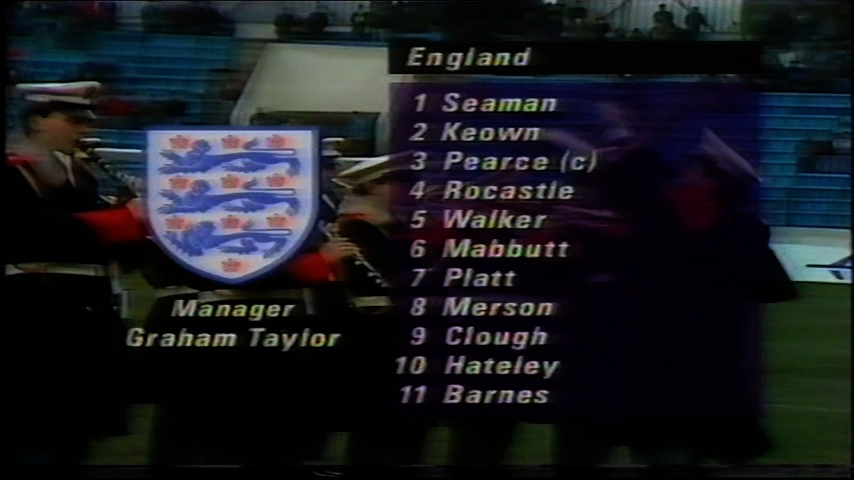 England
1 Seaman
2 Keown
3 Pearce (c)
4 Rocastle
5 Walker
6 Mabbutt
7 Platt
8 Merson
9 Clough
10 Hateley
11 Barnes
Manager
Graham Taylor